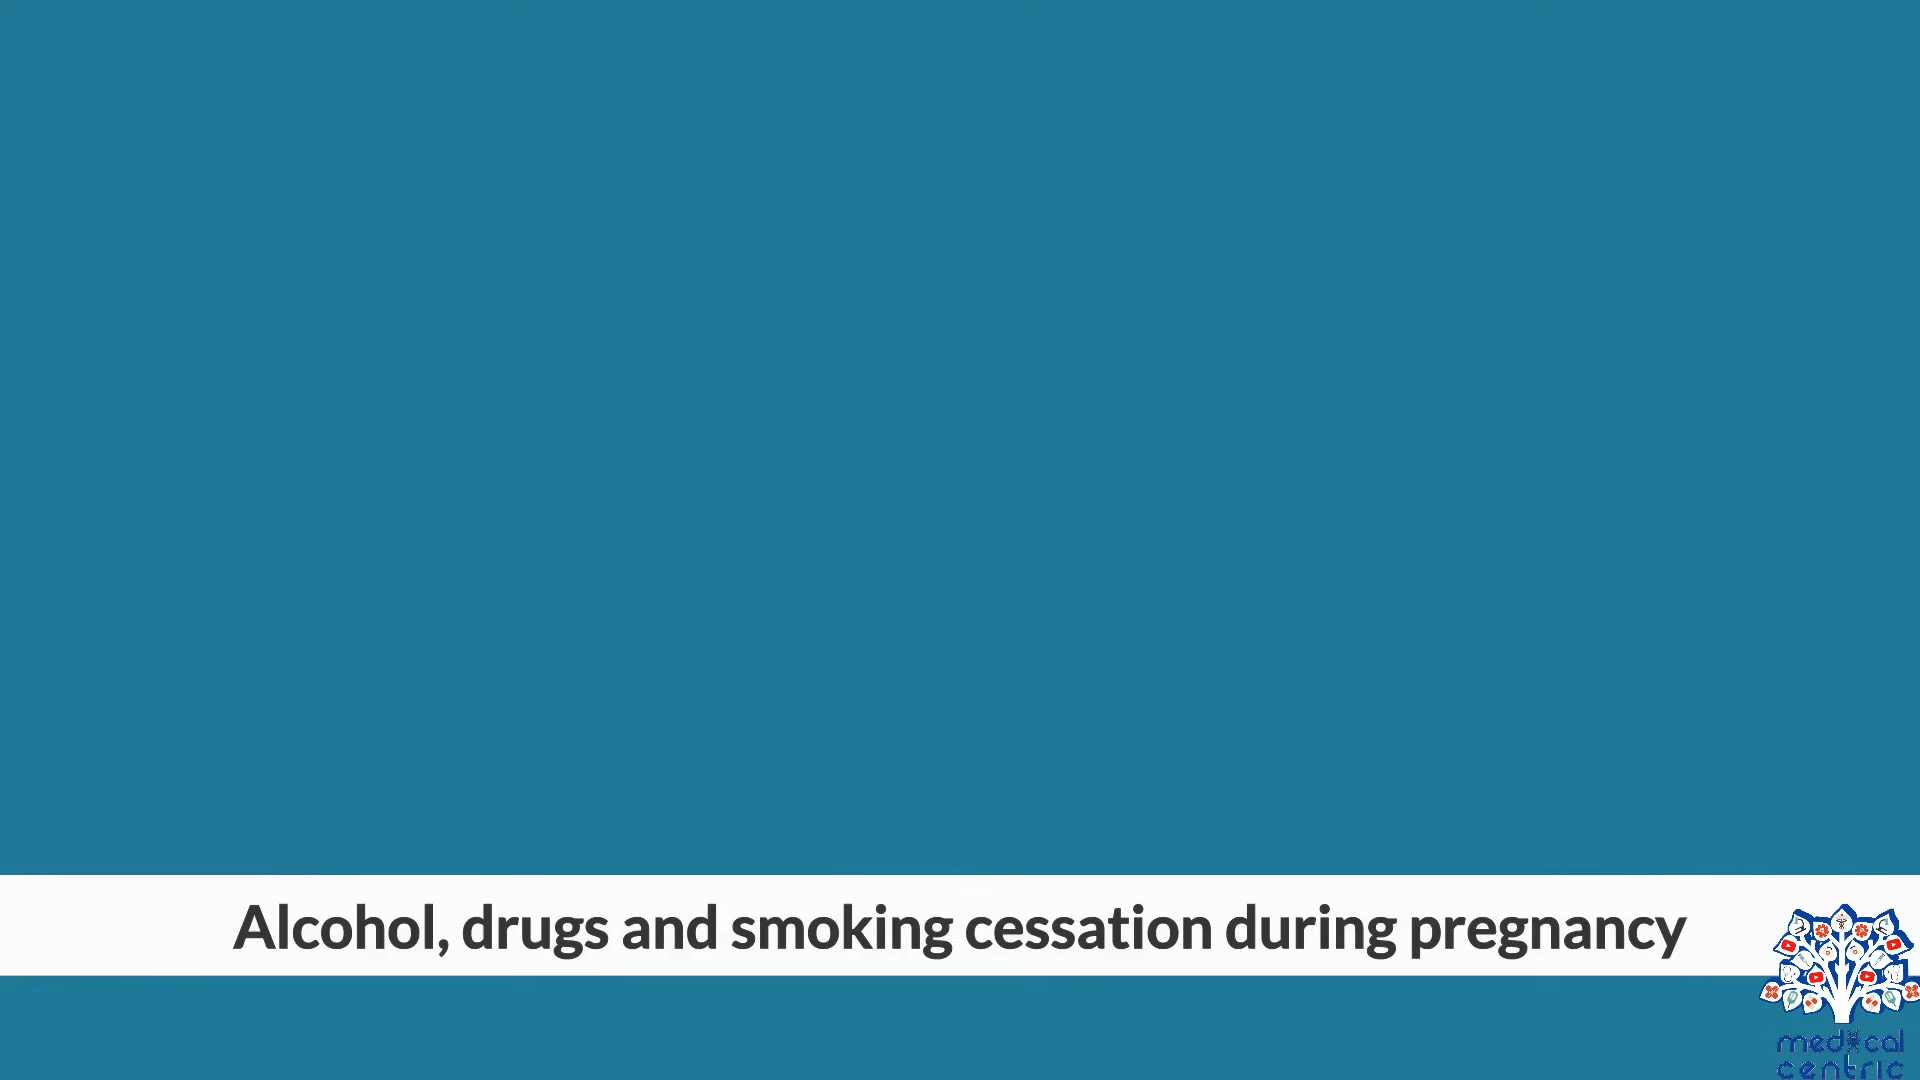 Alcohol, drugs and smoking cessation during pregnancy
medical
centric